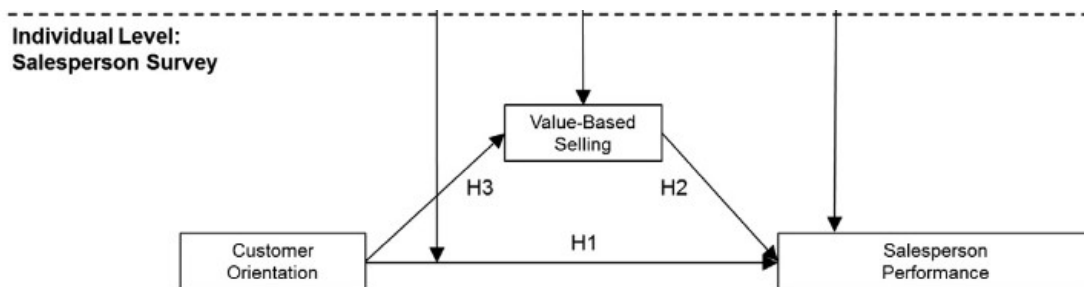 Individual Level:
Salesperson Survey
Value-Based
Selling
H3
H2
H1
Customer
Orientation
Salesperson
Performance